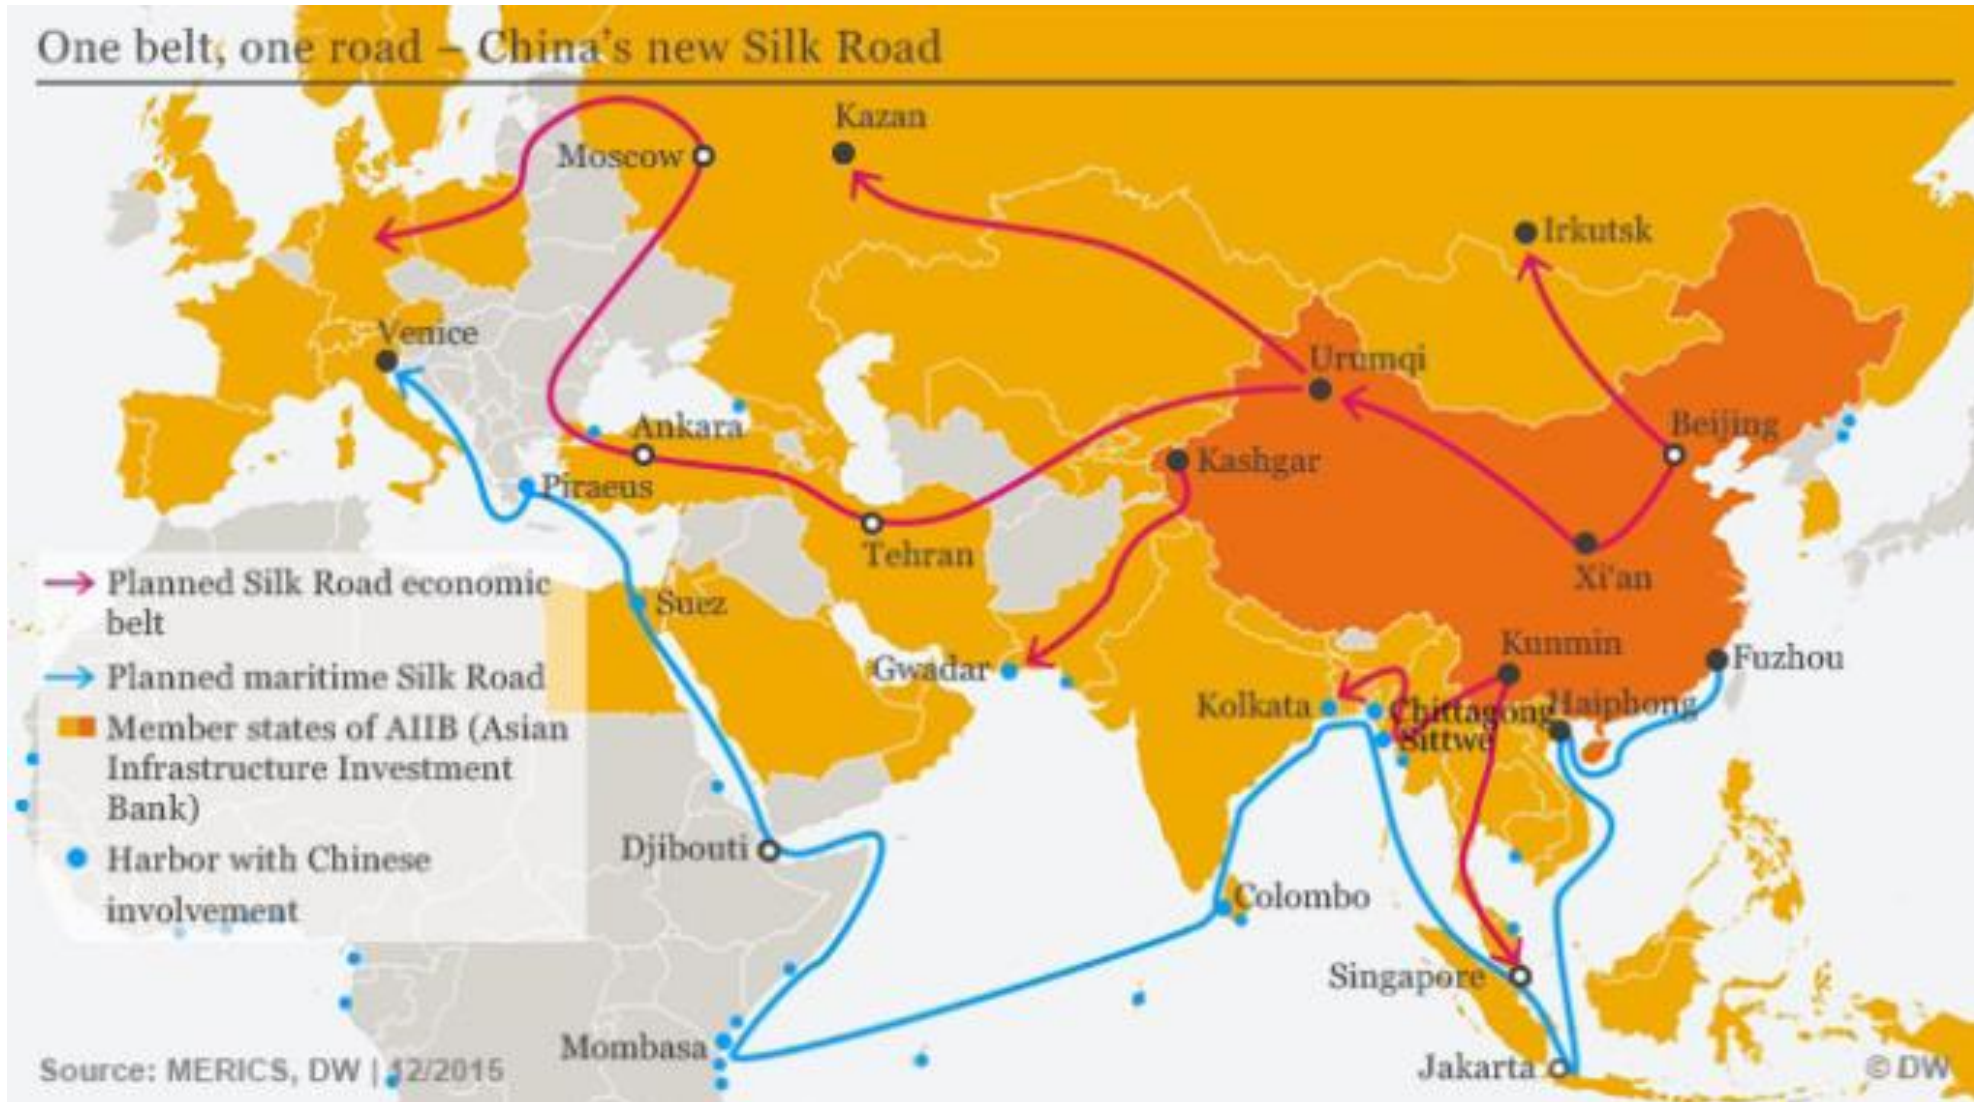 One belt, one road – China's new Silk Road
Kazan
Moscow
Irkutsk
Venice
Urumqi
Ankara
Beijing
Kashgar
Piraeus
Tehran
Xi'an
Planned Silk Road economic
belt
Suez
Kunmin
Fuzhou
Gwadar
Planned maritime Silk Road
Kolkata
Chittagong
Haiphong
Member states of AIIB (Asian
Infrastructure Investment
Bank)
Sittwe
Djibouti
Harbor with Chinese
involvement
Colombo
Singapore
Mombasa
Jakarta
Source: MERICS, DW | 12/2015
© DW